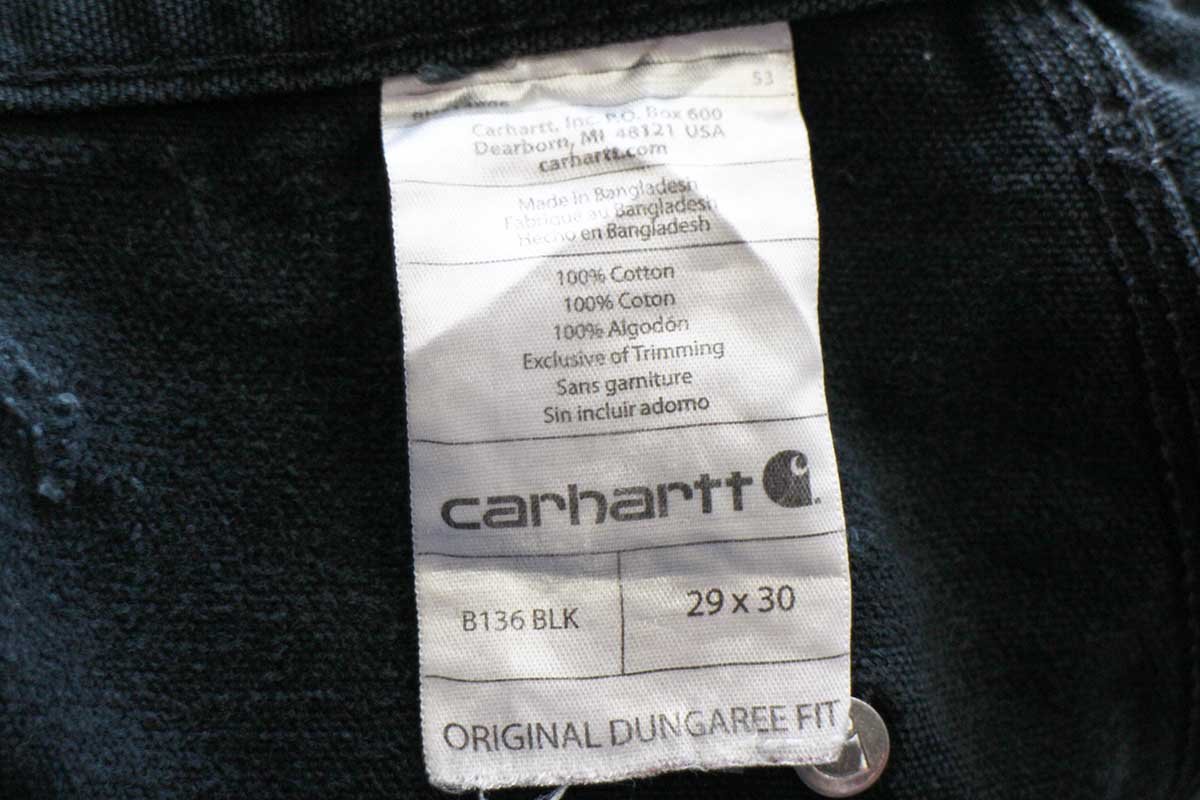 53
Carhartt, Inc. P.O. Box 600
Dearborn, MI 48121 USA
carhartt.com
Made in Bangladesh
Fabriqué au Bangladesh
Hecho en Bangladesh
100% Cotton
100% Coton
100% Algodón
Exclusive of Trimming
Sans garniture
Sin incluir adorno
carhartt
B136 BLK
29 x 30
ORIGINAL DUNGAREE FIT